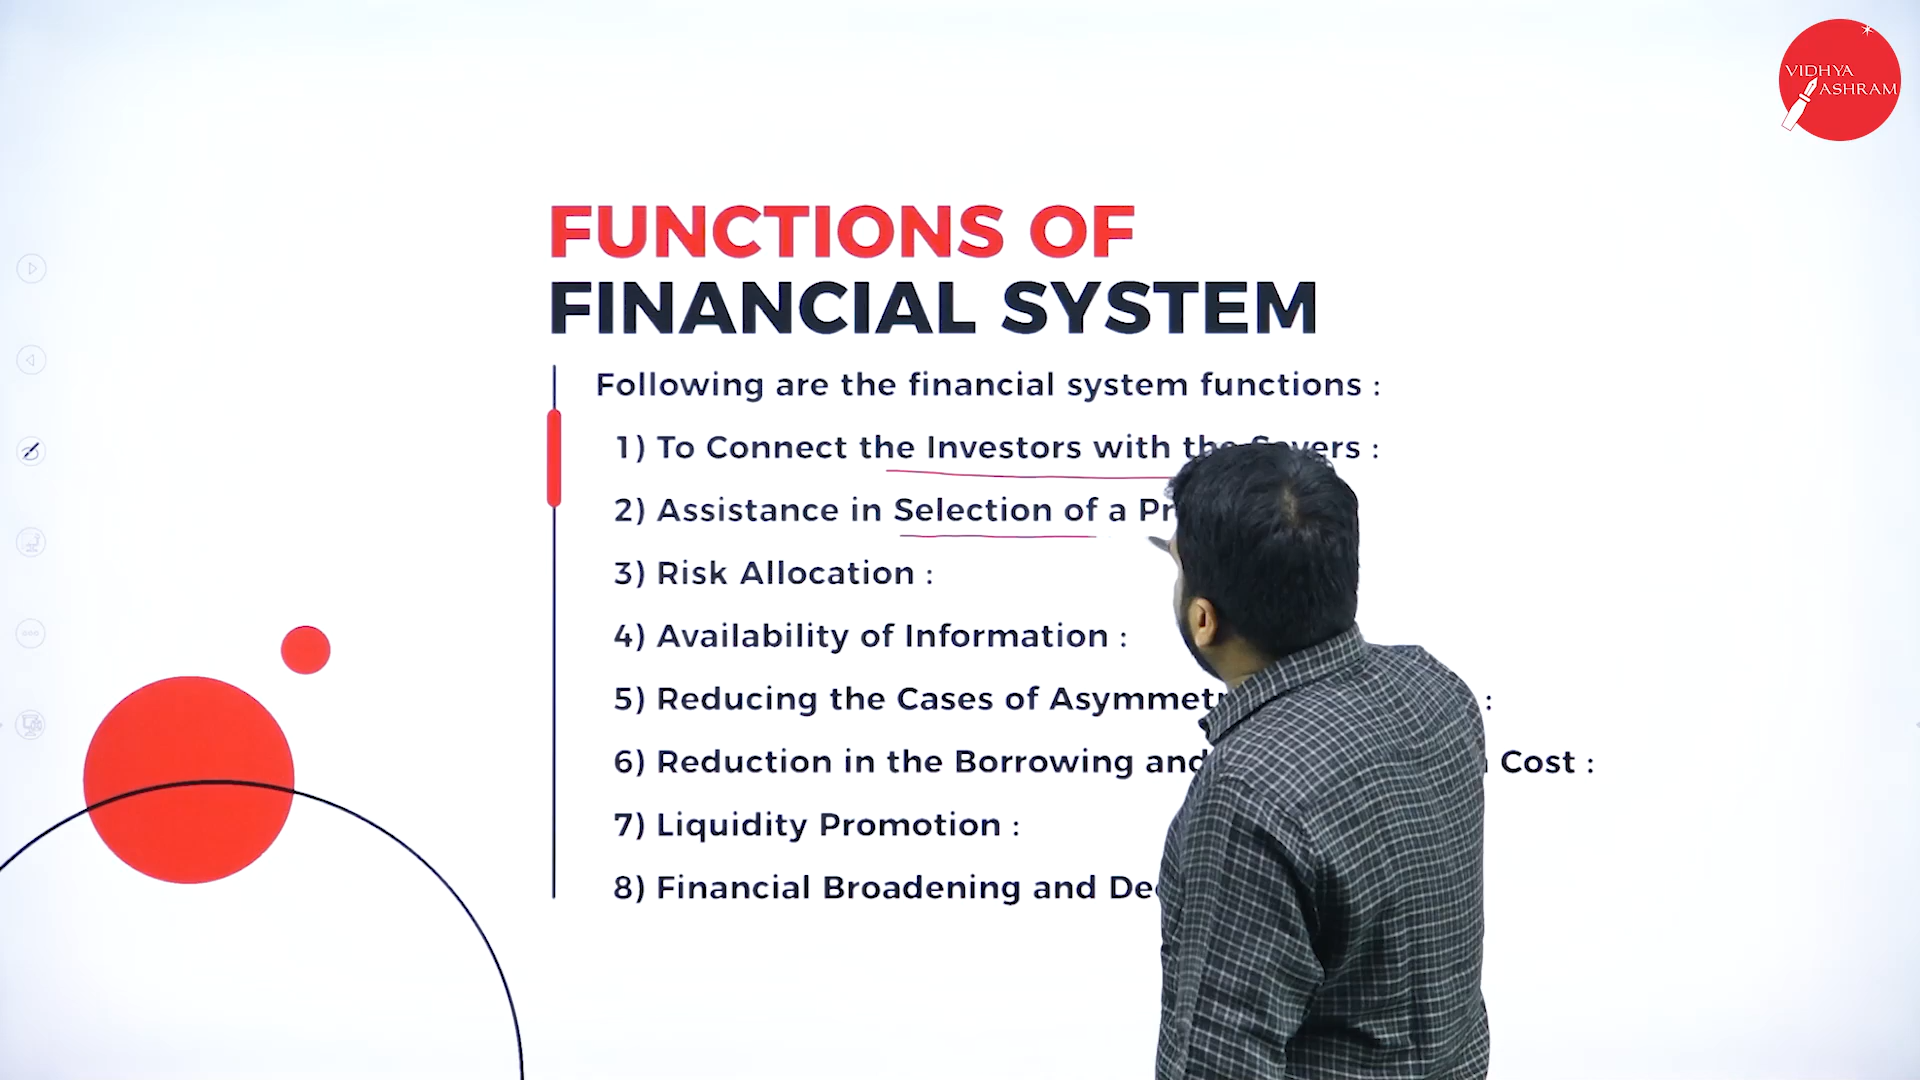 VIDHYA
ASHRAM
FUNCTIONS OF
FINANCIAL SYSTEM
Following are the financial system functions :
1) To Connect the Investors with the Savers :
2) Assistance in Selection of a
3) Risk Allocation :
4) Availability of Information :
5) Reducing the Cases of :
6) Reduction in the Borrowing and Cost :
7) Liquidity Promotion :
8) Financial Broadening and